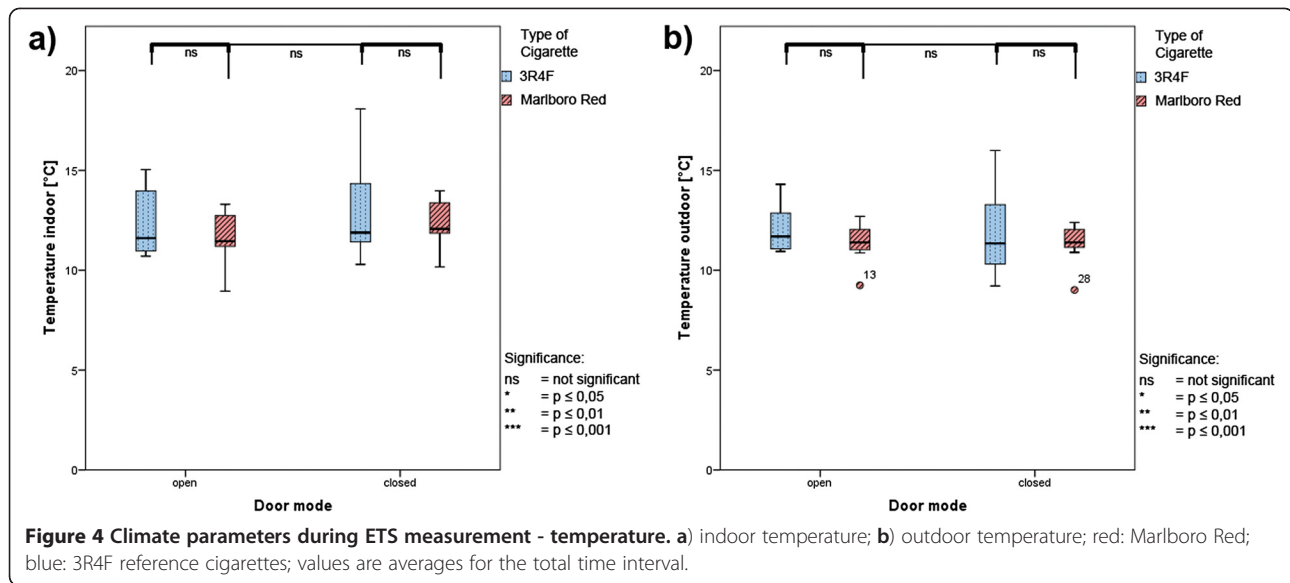 a)
Type of
Cigarette
3R4F
Marlboro Red
ns
ns
ns
20
15
10
5
0
Temperature indoor [°C]
Significance:
ns = not significant
* = p ≤ 0,05
** = p ≤ 0,01
*** = p ≤ 0,001
open
closed
Door mode
b)
Type of
Cigarette
3R4F
Marlboro Red
ns
ns
ns
20
15
10
5
0
Temperature outdoor [°C]
13
28
Significance:
ns = not significant
* = p ≤ 0,05
** = p ≤ 0,01
*** = p ≤ 0,001
open
closed
Door mode
Figure 4 Climate parameters during ETS measurement - temperature. a) indoor temperature; b) outdoor temperature; red: Marlboro Red;
blue: 3R4F reference cigarettes; values are averages for the total time interval.